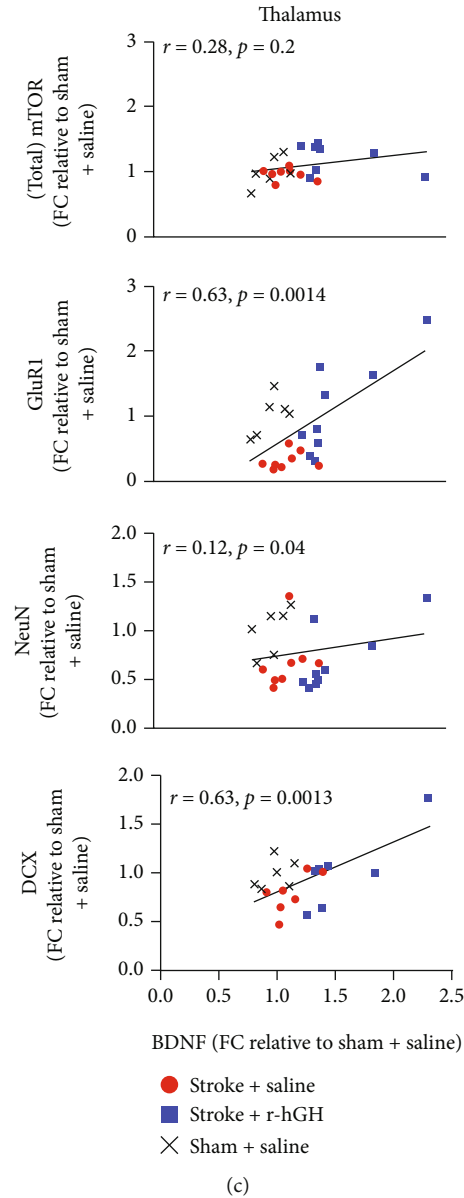 Thalamus
(Total) mTOR
(FC relative to sham
+ saline)
3
2
1
0
r = 0.28, p = 0.2
GluR1
(FC relative to sham
+ saline)
3
2
1
0
r = 0.63, p = 0.0014
NeuN
(FC relative to sham
+ saline)
2.0
1.5
1.0
0.5
0.0
r = 0.12, p = 0.04
DCX
(FC relative to sham
+ saline)
2.0
1.5
1.0
0.5
0.0
r = 0.63, p = 0.0013
0.0 1.0 1.5 2.0 2.5
BDNF (FC relative to sham + saline)
Stroke + saline
Stroke + r-hGH
Sham + saline
(c)